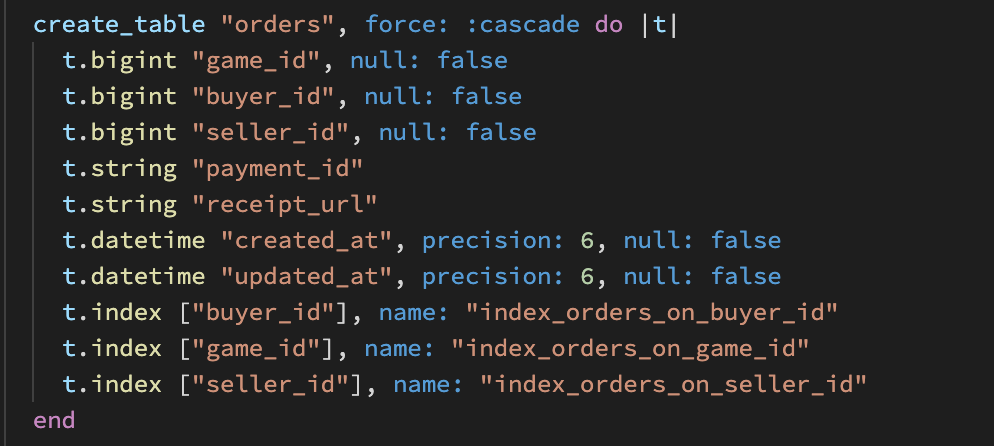 create_table "orders", force: :cascade do |t|
t.bigint "game_id", null: false
t.bigint "buyer_id", null: false
t.bigint "seller_id", null: false
t.string "payment_id"
t.string "receipt_url"
t.datetime "created_at", precision: 6, null: false
t.datetime "updated_at", precision: 6, null: false
t.index ["buyer_id"], name: "index_orders_on_buyer_id"
t.index ["game_id"], name: "index_orders_on_game_id"
t.index ["seller_id"], name: "index_orders_on_seller_id"
end